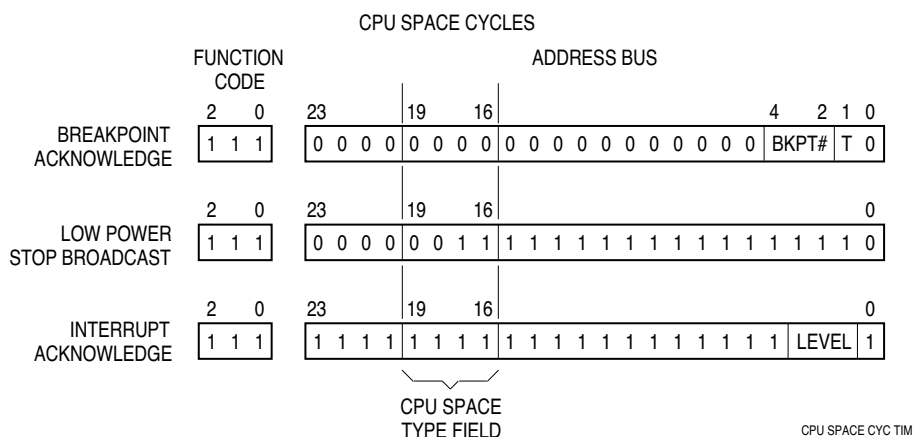 CPU SPACE CYCLES
FUNCTION CODE ADDRESS BUS
2 0 23 19 16 4 2 1 0
BREAKPOINT ACKNOWLEDGE 1 1 1 0 0 0 0 0 0 0 0 0 0 0 0 0 0 0 0 0 0 0 BKPT# T 0
2 0 23 19 16 0
LOW POWER STOP BROADCAST 1 1 1 0 0 0 0 0 0 1 1 1 1 1 1 1 1 1 1 1 1 1 1 1 1 1 0
2 0 23 19 16 0
INTERRUPT ACKNOWLEDGE 1 1 1 1 1 1 1 1 1 1 1 1 1 1 1 1 1 1 1 1 1 1 1 LEVEL 1
CPU SPACE
TYPE FIELD
CPU SPACE CYC TIM